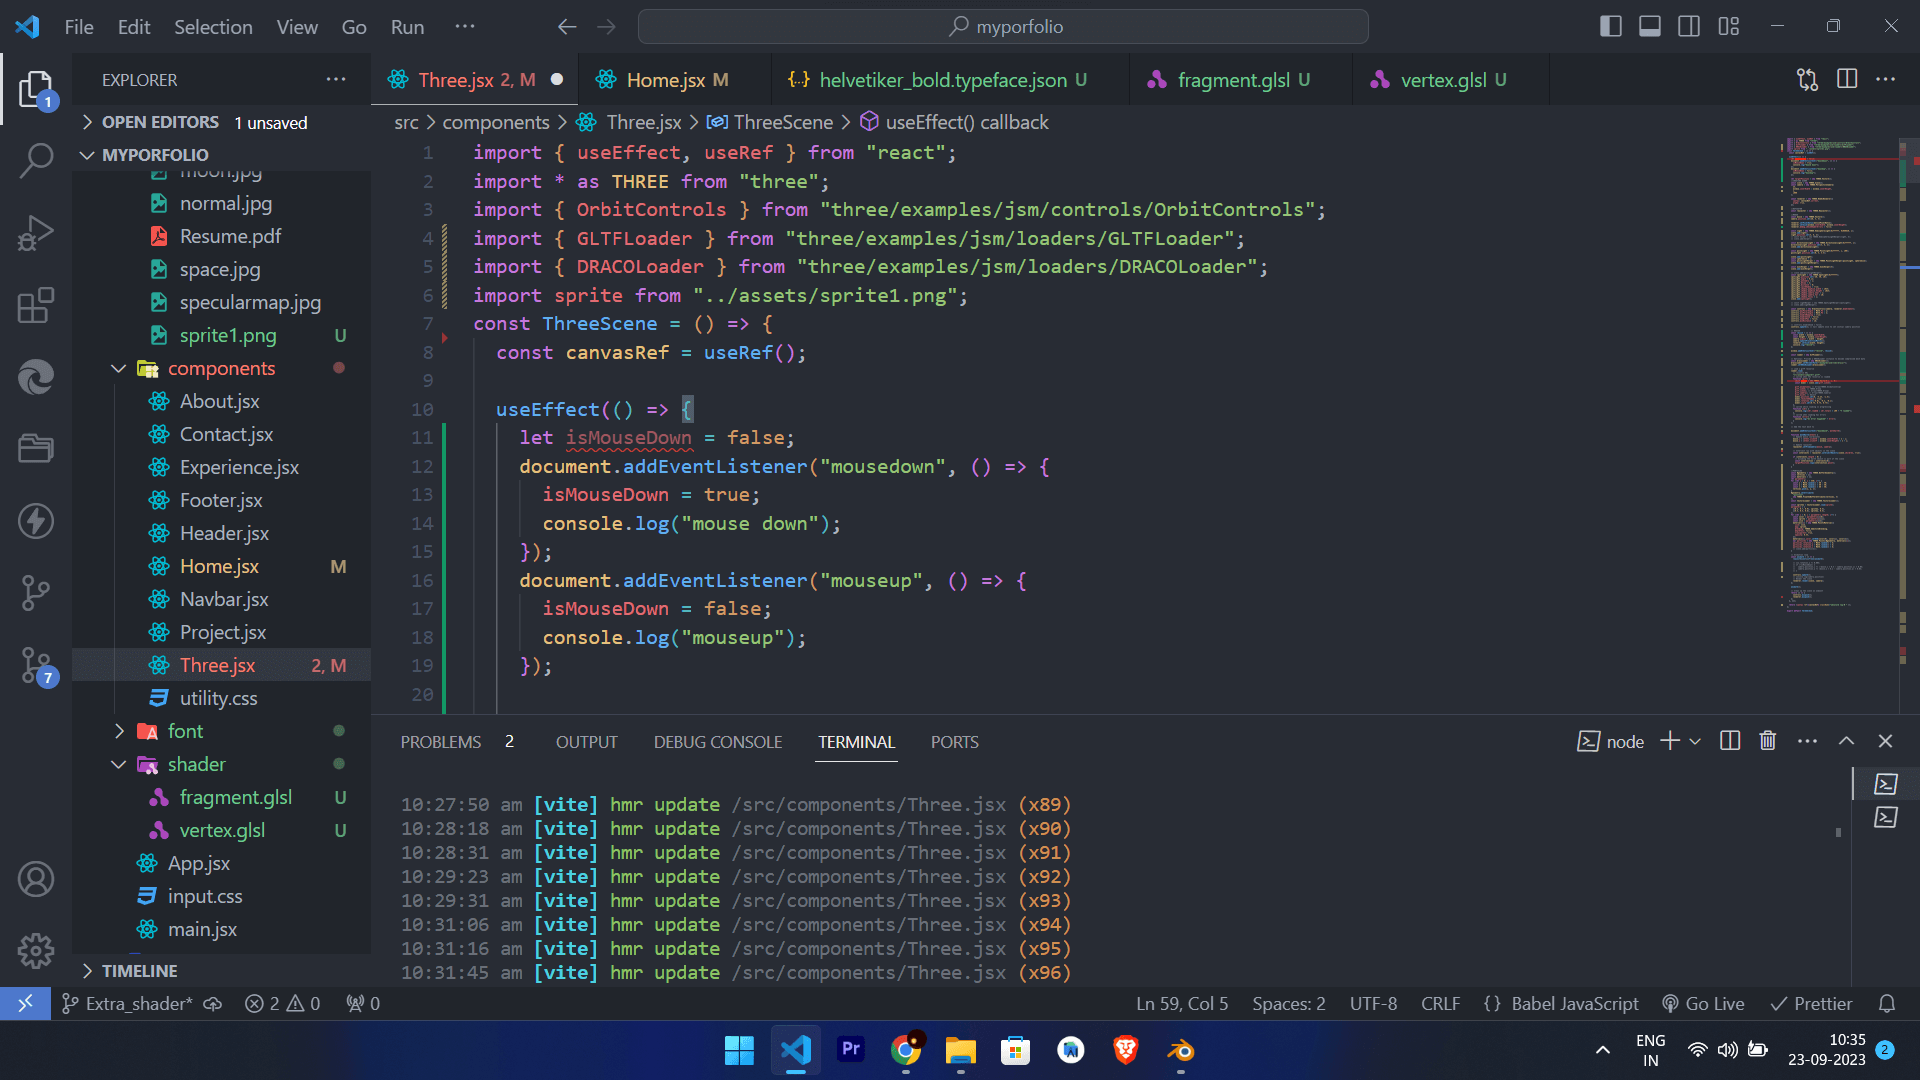 File Edit Selection View Go Run ··· myporfolio
EXPLORER ···
OPEN EDITORS 1 unsaved
MYPORFOLIO
moon.jpg
normal.jpg
Resume.pdf
space.jpg
specularmap.jpg
sprite1.png U
components
About.jsx
Contact.jsx
Experience.jsx
Footer.jsx
Header.jsx
Home.jsx M
Navbar.jsx
Project.jsx
Three.jsx 2, M
utility.css
font
shader
fragment.glsl U
vertex.glsl U
App.jsx
input.css
main.jsx
TIMELINE
1
7
Three.jsx 2, M Home.jsx M helvetiker_bold.typeface.json U fragment.glsl U vertex.glsl U
src > components > Three.jsx > ThreeScene > useEffect() callback
1 import { useEffect, useRef } from "react";
2 import * as THREE from "three";
3 import { OrbitControls } from "three/examples/jsm/controls/OrbitControls";
4 import { GLTFLoader } from "three/examples/jsm/loaders/GLTFLoader";
5 import { DRACOLoader } from "three/examples/jsm/loaders/DRACOLoader";
6 import sprite from "../assets/sprite1.png";
7 const ThreeScene = () => {
8 const canvasRef = useRef();
9
10 useEffect(() => {
11 let isMouseDown = false;
12 document.addEventListener("mousedown", () => {
13 isMouseDown = true;
14 console.log("mouse down");
15 });
16 document.addEventListener("mouseup", () => {
17 isMouseDown = false;
18 console.log("mouseup");
19 });
20
PROBLEMS 2 OUTPUT DEBUG CONSOLE TERMINAL PORTS node
10:27:50 am [vite] hmr update /src/components/Three.jsx (x89)
10:28:18 am [vite] hmr update /src/components/Three.jsx (x90)
10:28:31 am [vite] hmr update /src/components/Three.jsx (x91)
10:29:23 am [vite] hmr update /src/components/Three.jsx (x92)
10:29:31 am [vite] hmr update /src/components/Three.jsx (x93)
10:31:06 am [vite] hmr update /src/components/Three.jsx (x94)
10:31:16 am [vite] hmr update /src/components/Three.jsx (x95)
10:31:45 am [vite] hmr update /src/components/Three.jsx (x96)
Extra_shader* 2 0 0 Ln 59, Col 5 Spaces: 2 UTF-8 CRLF {} Babel JavaScript Go Live Prettier
Pr
ENG
IN
10:35
23-09-2023
2